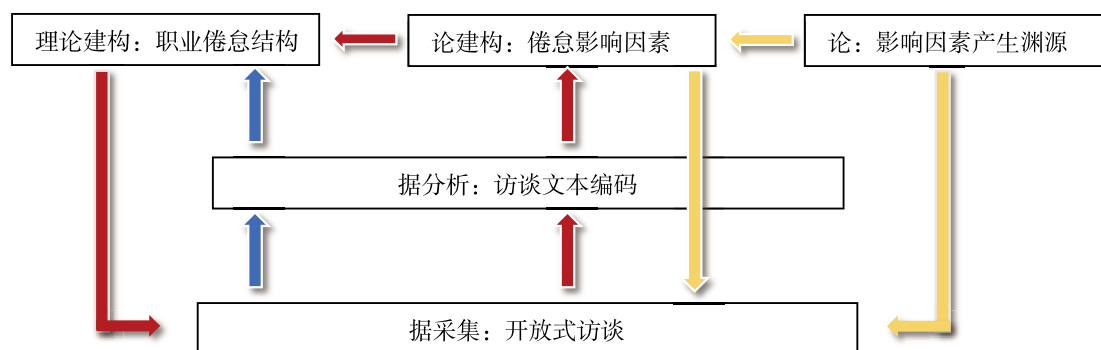 理论建构：职业倦怠结构
论建构：倦怠影响因素
论：影响因素产生渊源
据分析：访谈文本编码
据采集：开放式访谈